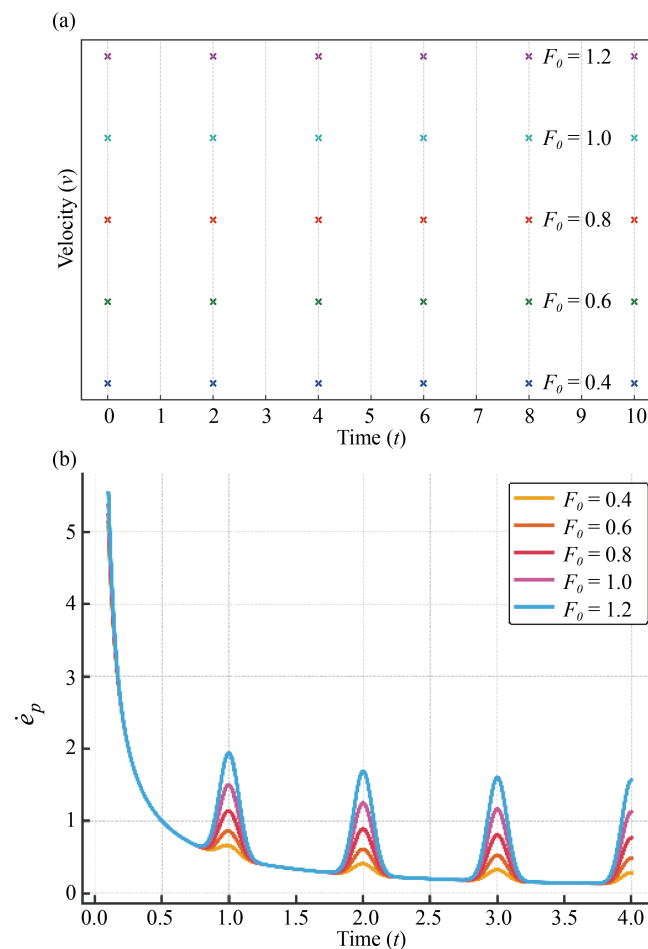 (a)
F₀ = 1.2
F₀ = 1.0
F₀ = 0.8
F₀ = 0.6
F₀ = 0.4
Velocity (v)
0 1 2 3 4 5 6 7 8 9 10
Time (t)
(b)
F₀ = 0.4
F₀ = 0.6
F₀ = 0.8
F₀ = 1.0
F₀ = 1.2
5
4
3
2
1
0
ėₚ
0.0 0.5 1.0 1.5 2.0 2.5 3.0 3.5 4.0
Time (t)